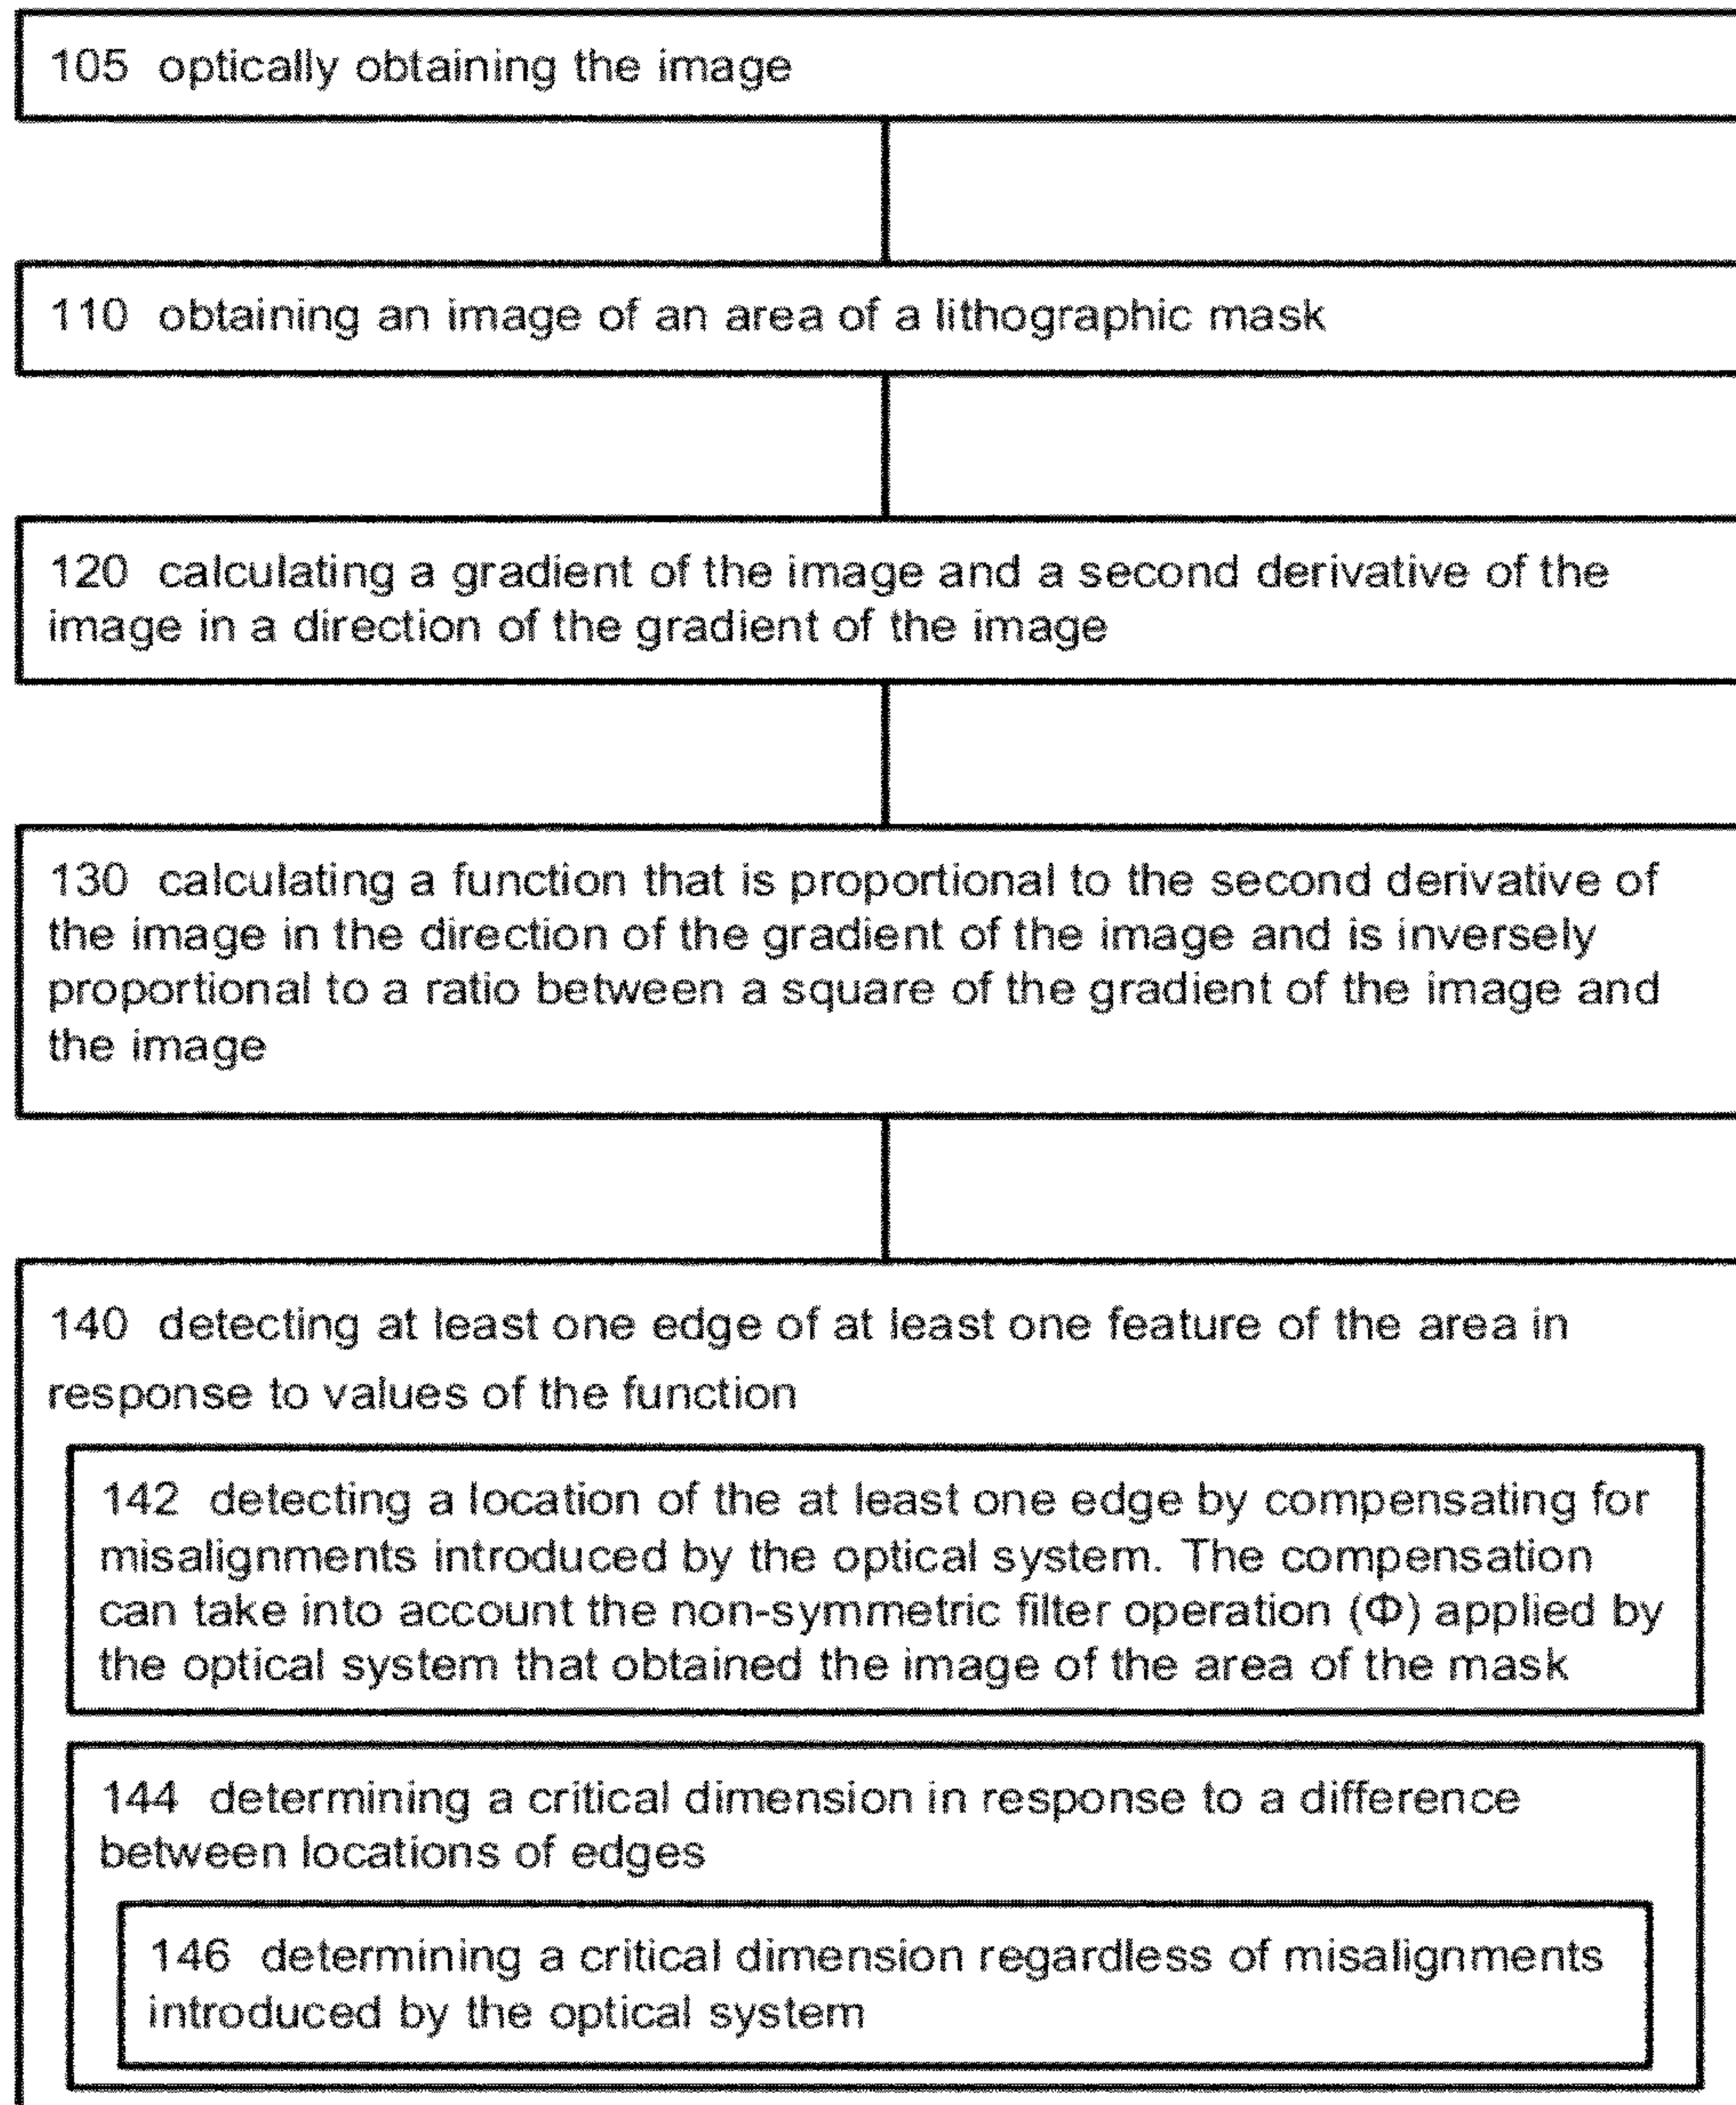 105 optically obtaining the image
110 obtaining an image of an area of a lithographic mask
120 calculating a gradient of the image and a second derivative of the
image in a direction of the gradient of the image
130 calculating a function that is proportional to the second derivative of
the image in the direction of the gradient of the image and is inversely
proportional to a ratio between a square of the gradient of the image and
the image
140 detecting at least one edge of at least one feature of the area in
response to values of the function
142 detecting a location of the at least one edge by compensating for
misalignments introduced by the optical system. The compensation
can take into account the non-symmetric filter operation (Φ) applied by
the optical system that obtained the image of the area of the mask
144 determining a critical dimension in response to a difference
between locations of edges
146 determining a critical dimension regardless of misalignments
introduced by the optical system